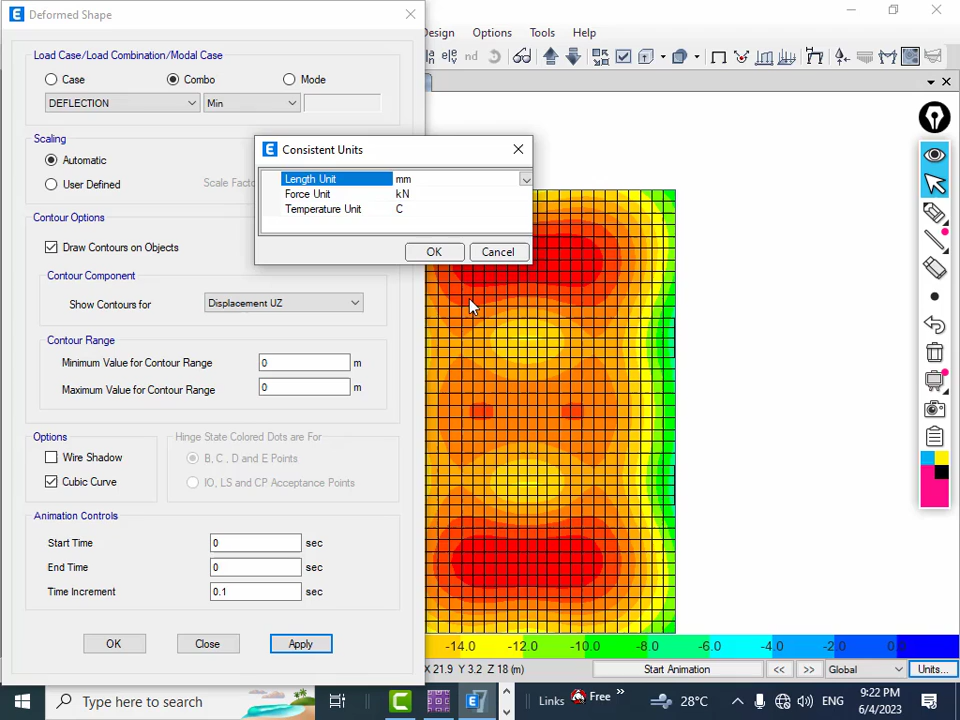 Deformed Shape
Load Case/Load Combination/Modal Case
Case
Combo
Mode
DEFLECTION
Min
Scaling
Automatic
User Defined
Scale Facto
Contour Options
Draw Contours on Objects
Contour Component
Show Contours for
Displacement UZ
Contour Range
Minimum Value for Contour Range
0
m
Maximum Value for Contour Range
0
m
Options
Wire Shadow
Cubic Curve
Hinge State Colored Dots are For
B, C , D and E Points
IO, LS and CP Acceptance Points
Animation Controls
Start Time
0
sec
End Time
0
sec
Time Increment
0.1
sec
OK
Close
Apply
Consistent Units
Length Unit
mm
Force Unit
kN
Temperature Unit
C
OK
Cancel
esign
Options
Tools
Help
nd
-14.0
-12.0
-10.0
-8.0
-6.0
-4.0
-2.0
0.0
X 21.9 Y 3.2 Z 18 (m)
Start Animation
<<
>>
Global
Units...
Type here to search
Links
Free
»
28°C
ENG
9:22 PM
6/4/2023